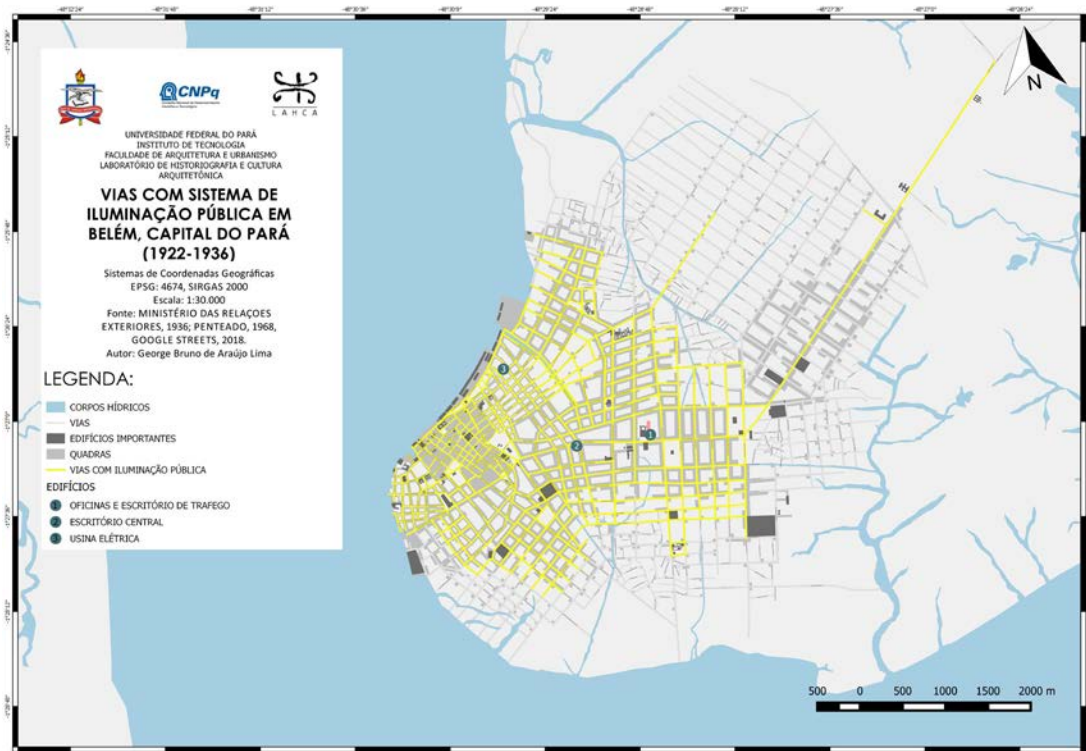 CNPq
LAHCA
UNIVERSIDADE FEDERAL DO PARÁ
INSTITUTO DE TECNOLOGIA
FACULDADE DE ARQUITETURA E URBANISMO
LABORATÓRIO DE HISTORIOGRAFIA E CULTURA
ARQUITETÔNICA
VIAS COM SISTEMA DE
ILUMINAÇÃO PÚBLICA EM
BELÉM, CAPITAL DO PARÁ
(1922-1936)
Sistemas de Coordenadas Geográficas
EPSG: 4674, SIRGAS 2000
Escala: 1:30.000
Fonte: MINISTÉRIO DAS RELAÇOES
EXTERIORES, 1936; PENTEADO, 1968,
GOOGLE STREETS, 2018.
Autor: George Bruno de Araújo Lima
LEGENDA:
CORPOS HÍDRICOS
VIAS
EDIFÍCIOS IMPORTANTES
QUADRAS
VIAS COM ILUMINAÇÃO PÚBLICA
EDIFÍCIOS
1 OFICINAS E ESCRITÓRIO DE TRAFEGO
2 ESCRITÓRIO CENTRAL
3 USINA ELÉTRICA
N
3
2
1
500 0 500 1000 1500 2000 m